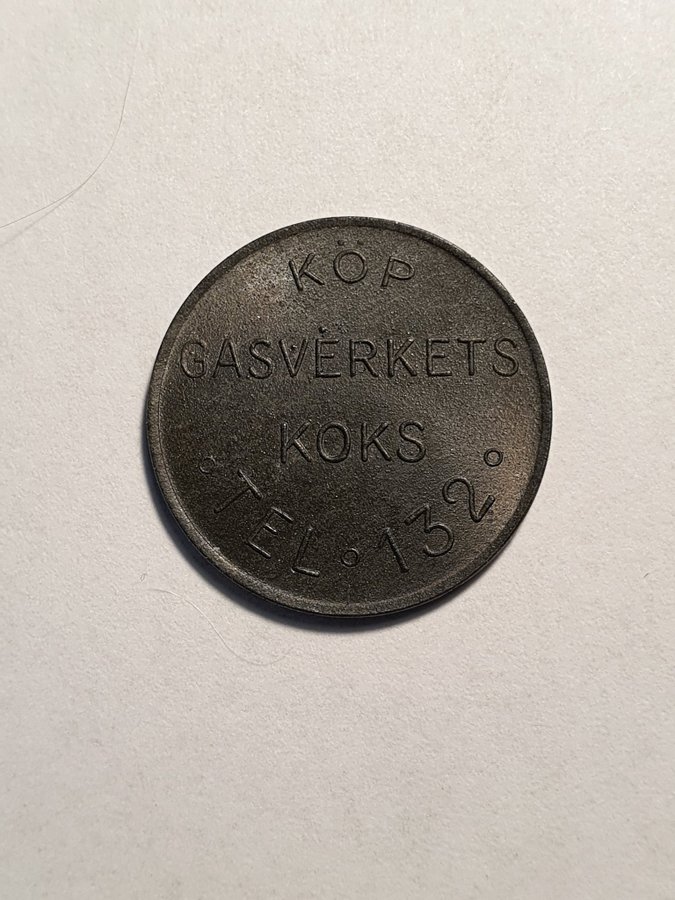 KÖP
GASVERKETS
KOKS
TEL. 132